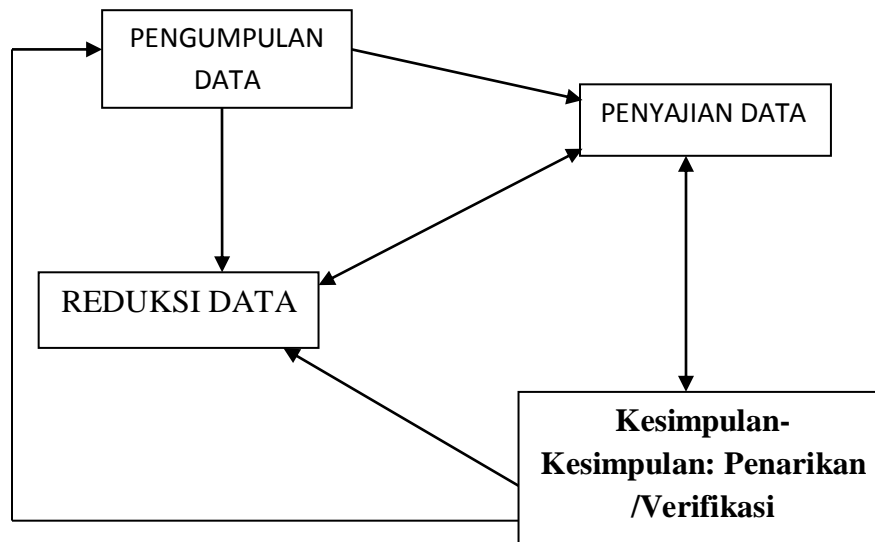 PENGUMPULAN
DATA
PENYAJIAN DATA
REDUKSI DATA
Kesimpulan-
Kesimpulan: Penarikan
/Verifikasi